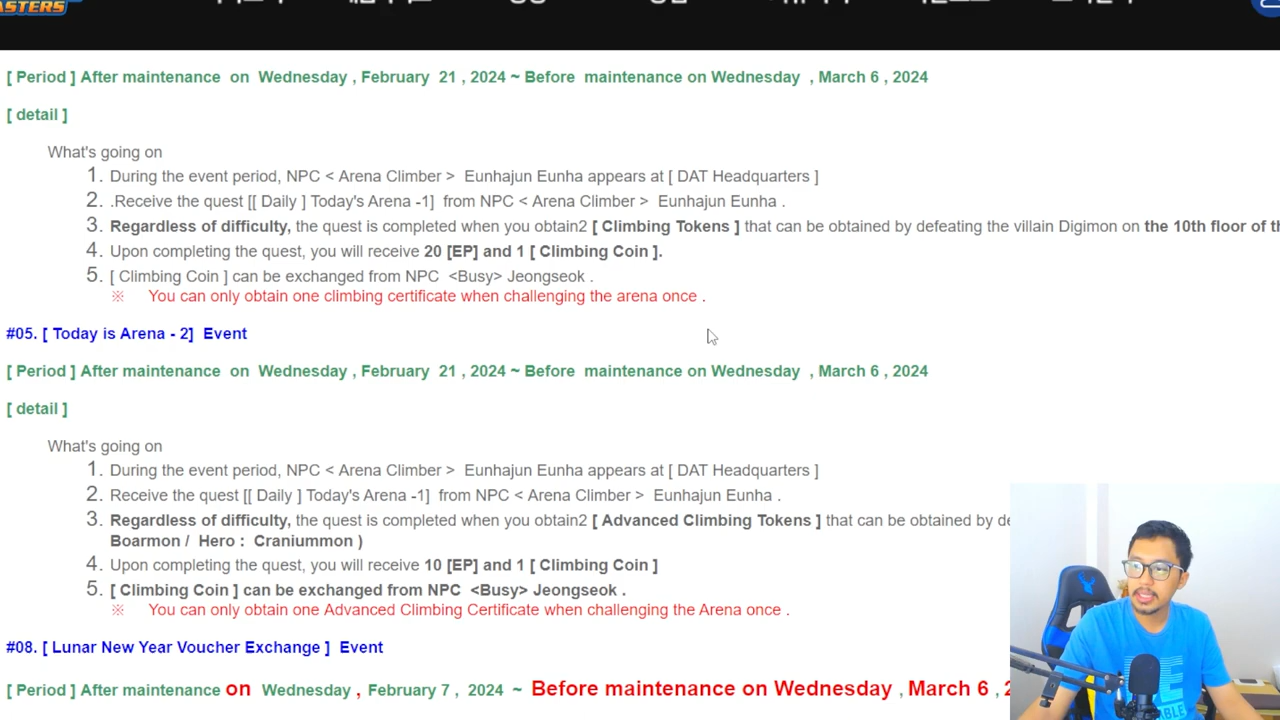 [ Period ] After maintenance on Wednesday , February 21 , 2024 ~ Before maintenance on Wednesday , March 6 , 2024
[ detail ]
What's going on
1. During the event period, NPC < Arena Climber > Eunhajun Eunha appears at [ DAT Headquarters ]
2. .Receive the quest [[ Daily ] Today's Arena -1] from NPC < Arena Climber > Eunhajun Eunha .
3. Regardless of difficulty, the quest is completed when you obtain2 [ Climbing Tokens ] that can be obtained by defeating the villain Digimon on the 10th floor of
4. Upon completing the quest, you will receive 20 [EP] and 1 [ Climbing Coin ].
5. [ Climbing Coin ] can be exchanged from NPC <Busy> Jeongseok .
※ You can only obtain one climbing certificate when challenging the arena once .
#05. [ Today is Arena - 2] Event
[ Period ] After maintenance on Wednesday , February 21 , 2024 ~ Before maintenance on Wednesday , March 6 , 2024
[ detail ]
What's going on
1. During the event period, NPC < Arena Climber > Eunhajun Eunha appears at [ DAT Headquarters ]
2. Receive the quest [[ Daily ] Today's Arena -1] from NPC < Arena Climber > Eunhajun Eunha .
3. Regardless of difficulty, the quest is completed when you obtain2 [ Advanced Climbing Tokens ] that can be obtained by
Boarmon / Hero : Craniummon )
4. Upon completing the quest, you will receive 10 [EP] and 1 [ Climbing Coin ]
5. [ Climbing Coin ] can be exchanged from NPC <Busy> Jeongseok .
※ You can only obtain one Advanced Climbing Certificate when challenging the Arena once .
#08. [ Lunar New Year Voucher Exchange ] Event
[ Period ] After maintenance on Wednesday , February 7 , 2024 ~ Before maintenance on Wednesday , March 6 ,